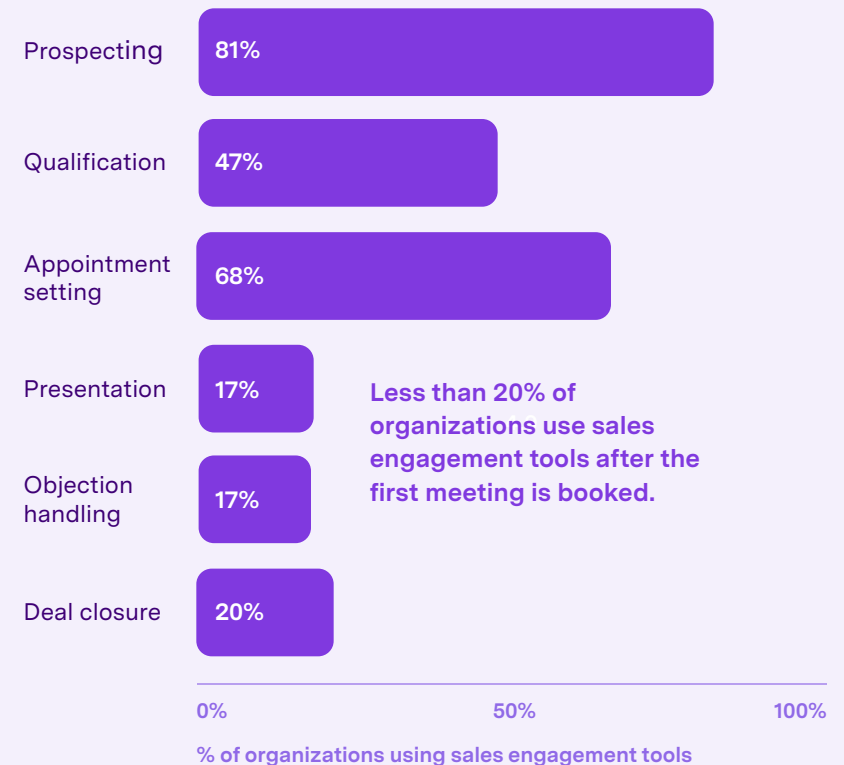 Prospecting
81%
Qualification
47%
Appointment
setting
68%
Presentation
17%
Less than 20% of
organizations use sales
engagement tools after the
first meeting is booked.
Objection
handling
17%
Deal closure
20%
0% 50% 100%
% of organizations using sales engagement tools